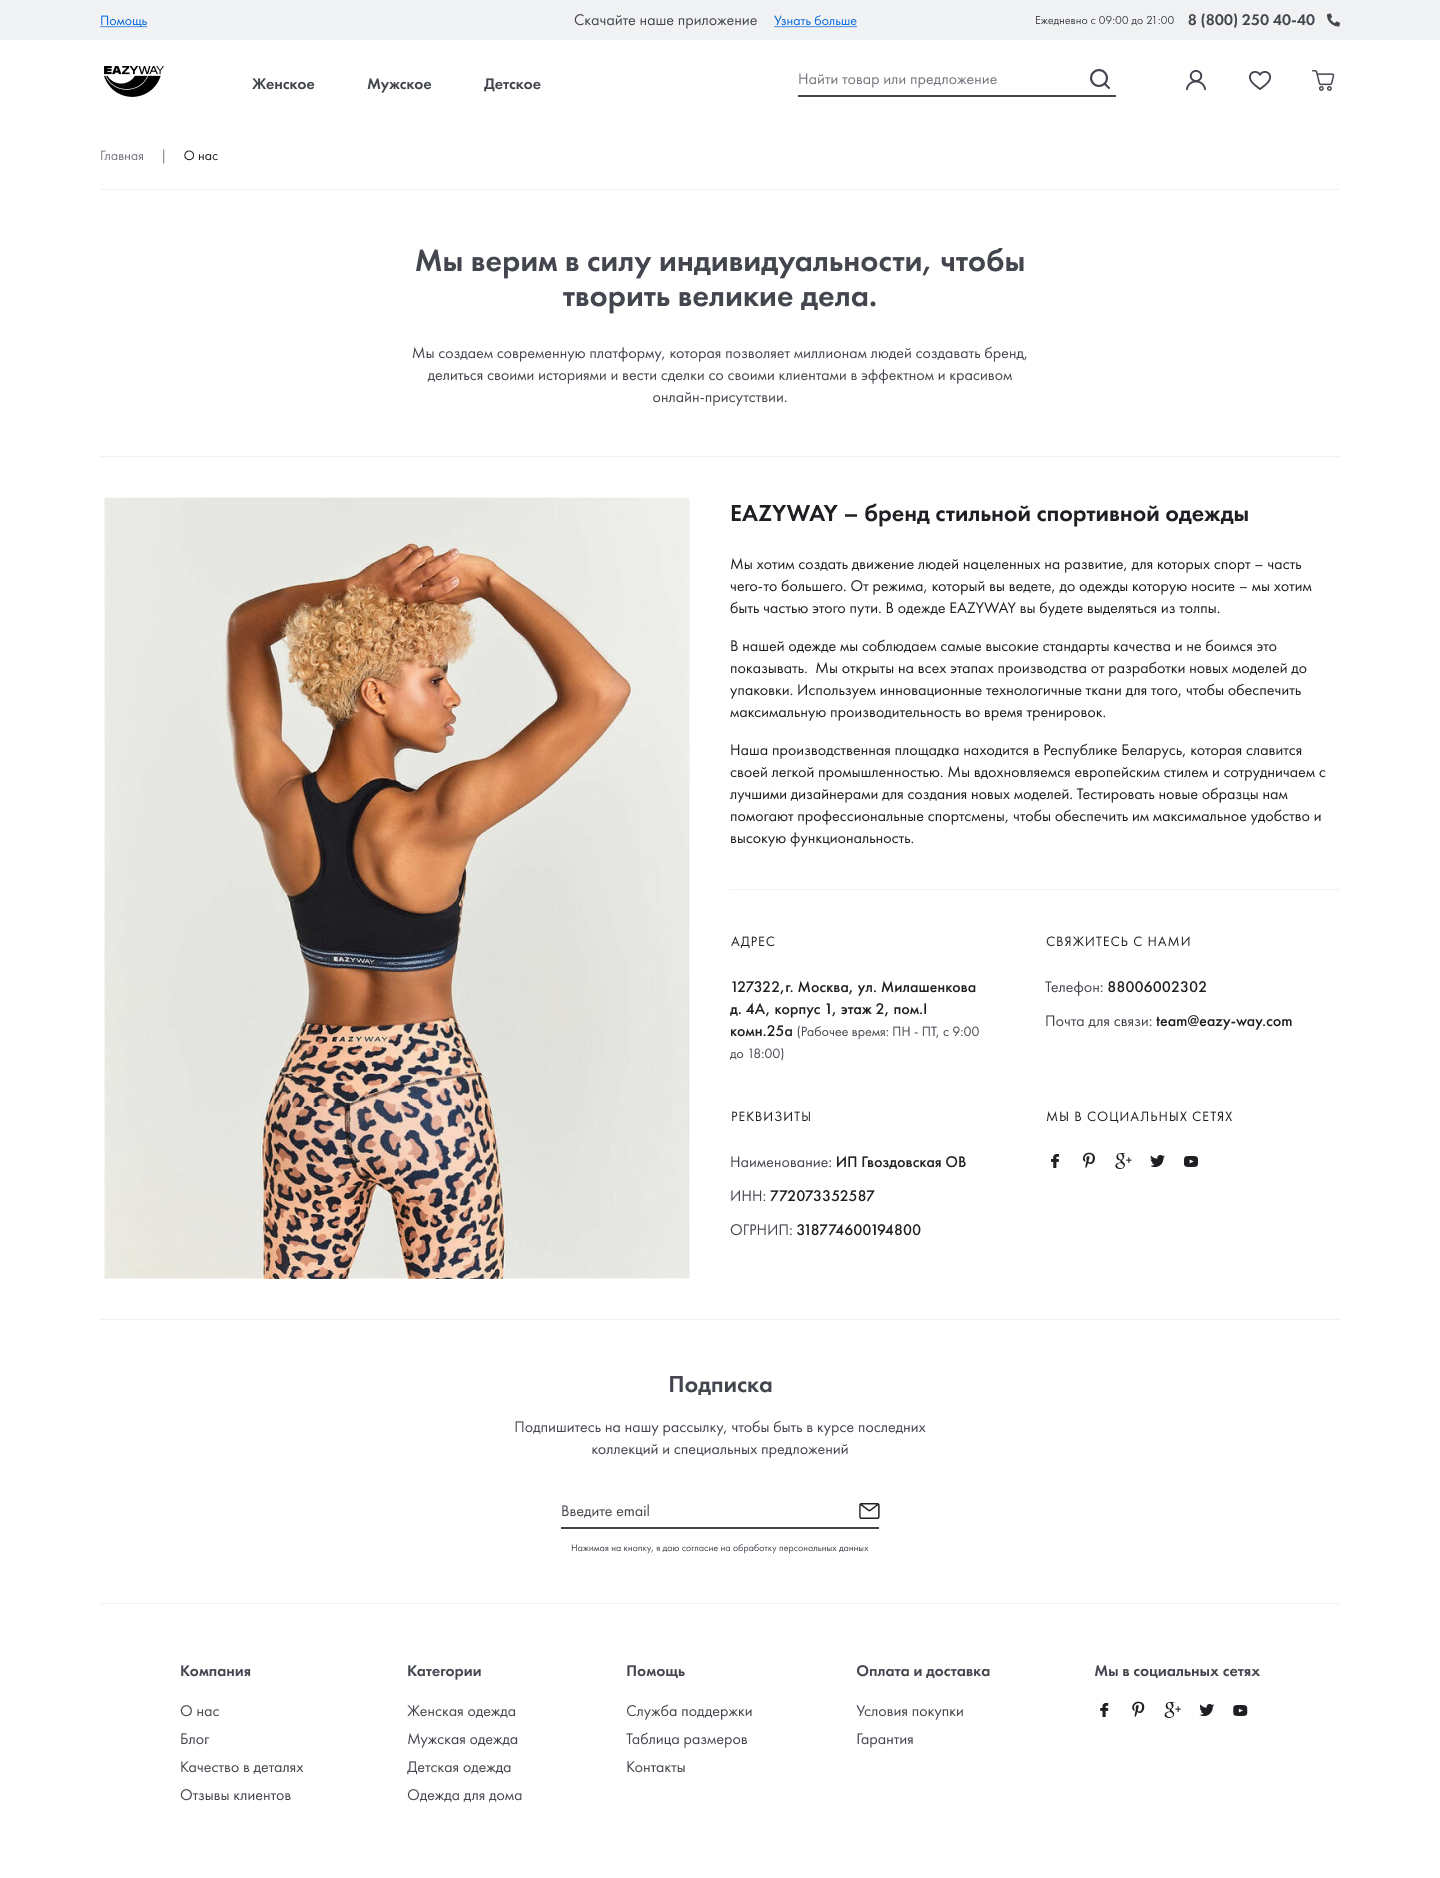 Помощь
Скачайте наше приложение Узнать больше
Ежедневно с 09:00 до 21:00 8 (800) 250 40-40
EAZYWAY
Женское Мужское Детское
Найти товар или предложение
Главная | О нас
Мы верим в силу индивидуальности, чтобы
творить великие дела.
Мы создаем современную платформу, которая позволяет миллионам людей создавать бренд,
делиться своими историями и вести сделки со своими клиентами в эффектном и красивом
онлайн-присутствии.
EAZYWAY
EAZYWAY
EAZYWAY – бренд стильной спортивной одежды
Мы хотим создать движение людей нацеленных на развитие, для которых спорт – часть
чего-то большего. От режима, который вы ведете, до одежды которую носите – мы хотим
быть частью этого пути. В одежде EAZYWAY вы будете выделяться из толпы.
В нашей одежде мы соблюдаем самые высокие стандарты качества и не боимся это
показывать. Мы открыты на всех этапах производства от разработки новых моделей до
упаковки. Используем инновационные технологичные ткани для того, чтобы обеспечить
максимальную производительность во время тренировок.
Наша производственная площадка находится в Республике Беларусь, которая славится
своей легкой промышленностью. Мы вдохновляемся европейским стилем и сотрудничаем с
лучшими дизайнерами для создания новых моделей. Тестировать новые образцы нам
помогают профессиональные спортсмены, чтобы обеспечить им максимальное удобство и
высокую функциональность.
АДРЕС
127322,г. Москва, ул. Милашенкова
д. 4А, корпус 1, этаж 2, пом.I
комн.25а (Рабочее время: ПН - ПТ, с 9:00
до 18:00)
СВЯЖИТЕСЬ С НАМИ
Телефон: 88006002302
Почта для связи: team@eazy-way.com
РЕКВИЗИТЫ
Наименование: ИП Гвоздовская ОВ
ИНН: 772073352587
ОГРНИП: 318774600194800
МЫ В СОЦИАЛЬНЫХ СЕТЯХ
Подписка
Подпишитесь на нашу рассылку, чтобы быть в курсе последних
коллекций и специальных предложений
Введите email
Нажимая на кнопку, я даю согласие на обработку персональных данных
Компания
О нас
Блог
Качество в деталях
Отзывы клиентов
Категории
Женская одежда
Мужская одежда
Детская одежда
Одежда для дома
Помощь
Служба поддержки
Таблица размеров
Контакты
Оплата и доставка
Условия покупки
Гарантия
Мы в социальных сетях